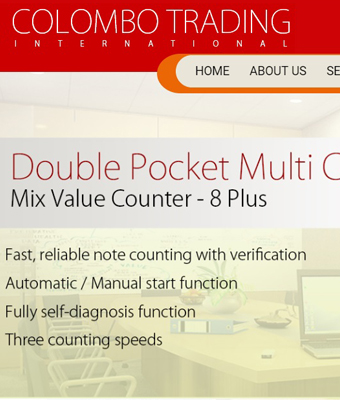 COLOMBO TRADING
INTERNATIONAL
HOME ABOUT US SE
Double Pocket Multi C
Mix Value Counter - 8 Plus
Fast, reliable note counting with verification
Automatic / Manual start function
Fully self-diagnosis function
Three counting speeds